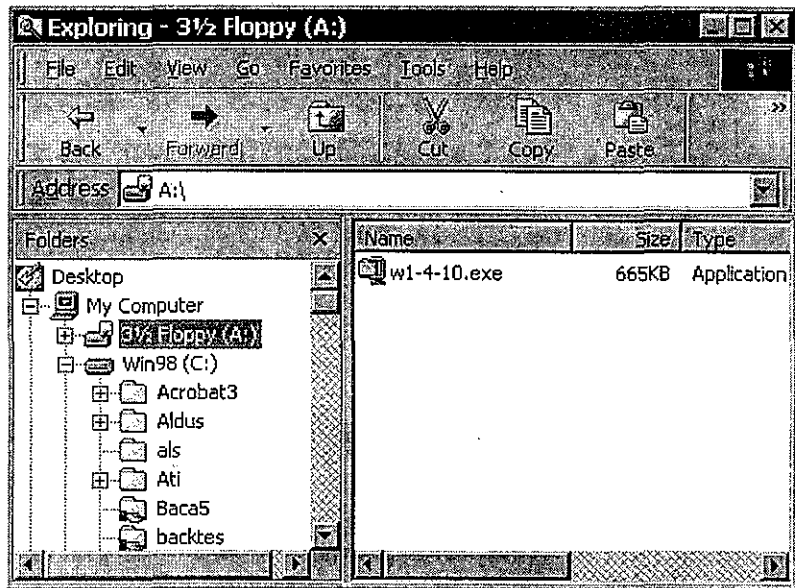 Exploring - 3½ Floppy (A:)
File Edit View Go Favorites Tools Help
Back Forward Up Cut Copy Paste »
Address A:\
Folders
Name Size Type
Desktop
w1-4-10.exe 665KB Application
My Computer
3½ Floppy (A:)
Win98 (C:)
Acrobat3
Aldus
als
Ati
Baca5
backtes